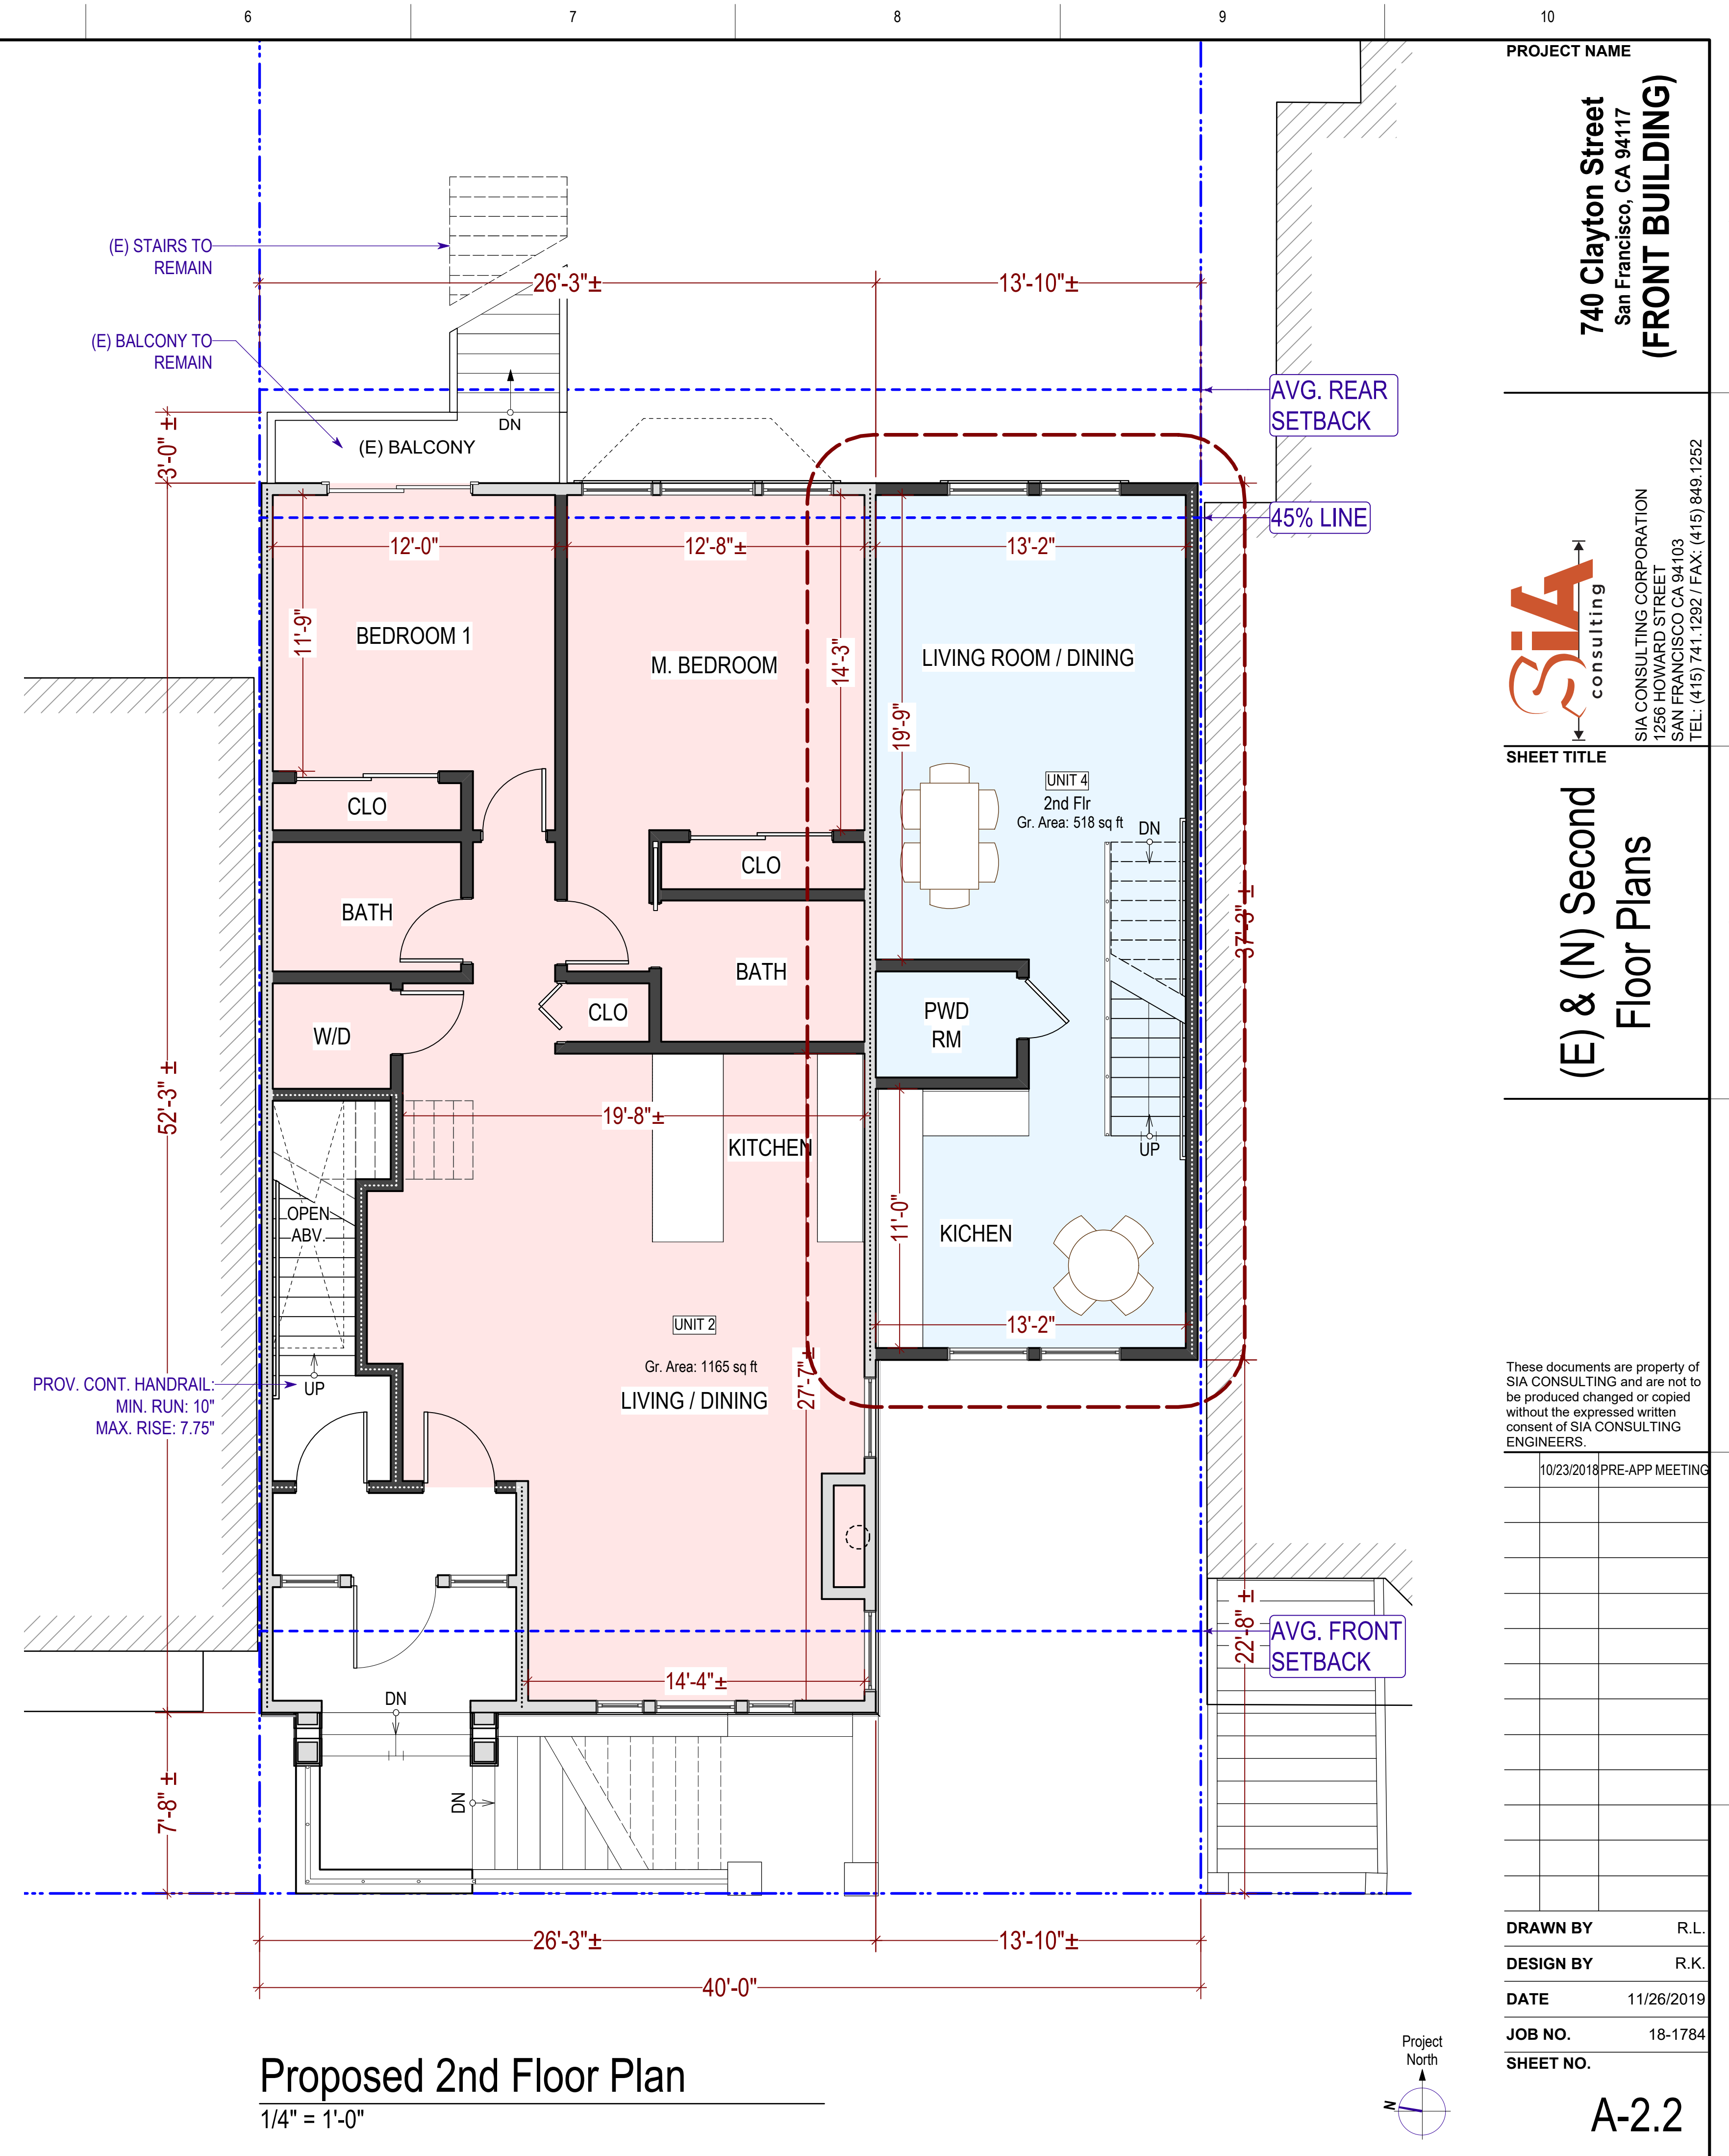 6 7 8 9 10
PROJECT NAME
740 Clayton Street
San Francisco, CA 94117
(FRONT BUILDING)
SiA
consulting
SIA CONSULTING CORPORATION
1256 HOWARD STREET
SAN FRANCISCO CA 94103
TEL: (415) 741.1292 / FAX: (415) 849.1252
SHEET TITLE
(E) & (N) Second
Floor Plans
These documents are property of
SIA CONSULTING and are not to
be produced changed or copied
without the expressed written
consent of SIA CONSULTING
ENGINEERS.
10/23/2018 PRE-APP MEETING
DRAWN BY R.L.
DESIGN BY R.K.
DATE 11/26/2019
JOB NO. 18-1784
SHEET NO.
A-2.2
(E) STAIRS TO
REMAIN
26'-3"± 13'-10"±
(E) BALCONY TO
REMAIN
AVG. REAR
SETBACK
DN
3'-0" ±
(E) BALCONY
45% LINE
12'-0" 12'-8"± 13'-2"
11'-9"
BEDROOM 1
14'-3"
M. BEDROOM
LIVING ROOM / DINING
19'-9"
UNIT 4
2nd Flr
Gr. Area: 518 sq ft
DN
CLO
CLO
BATH
37'-3" ±
BATH
CLO
PWD
RM
W/D
52'-3" ±
19'-8"±
KITCHEN
UP
OPEN
ABV.
11'-0"
KICHEN
UNIT 2
13'-2"
Gr. Area: 1165 sq ft
27'-7" ±
LIVING / DINING
PROV. CONT. HANDRAIL:
MIN. RUN: 10"
MAX. RISE: 7.75"
UP
22'-8" ±
AVG. FRONT
SETBACK
14'-4"±
DN
7'-8" ±
DN
26'-3"± 13'-10"±
40'-0"
Proposed 2nd Floor Plan
1/4" = 1'-0"
Project
North
N